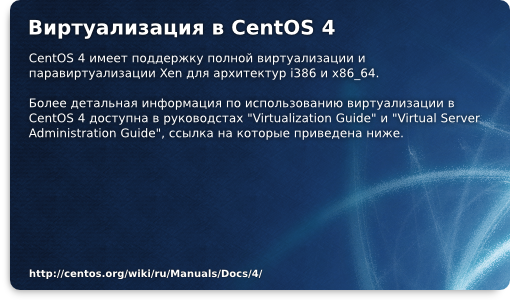 Виртуализация в CentOS 4
CentOS 4 имеет поддержку полной виртуализации и
паравиртуализации Xen для архитектур i386 и x86_64.
Более детальная информация по использованию виртуализации в
CentOS 4 доступна в руководстах "Virtualization Guide" и "Virtual Server
Administration Guide", ссылка на которые приведена ниже.
http://centos.org/wiki/ru/Manuals/Docs/4/